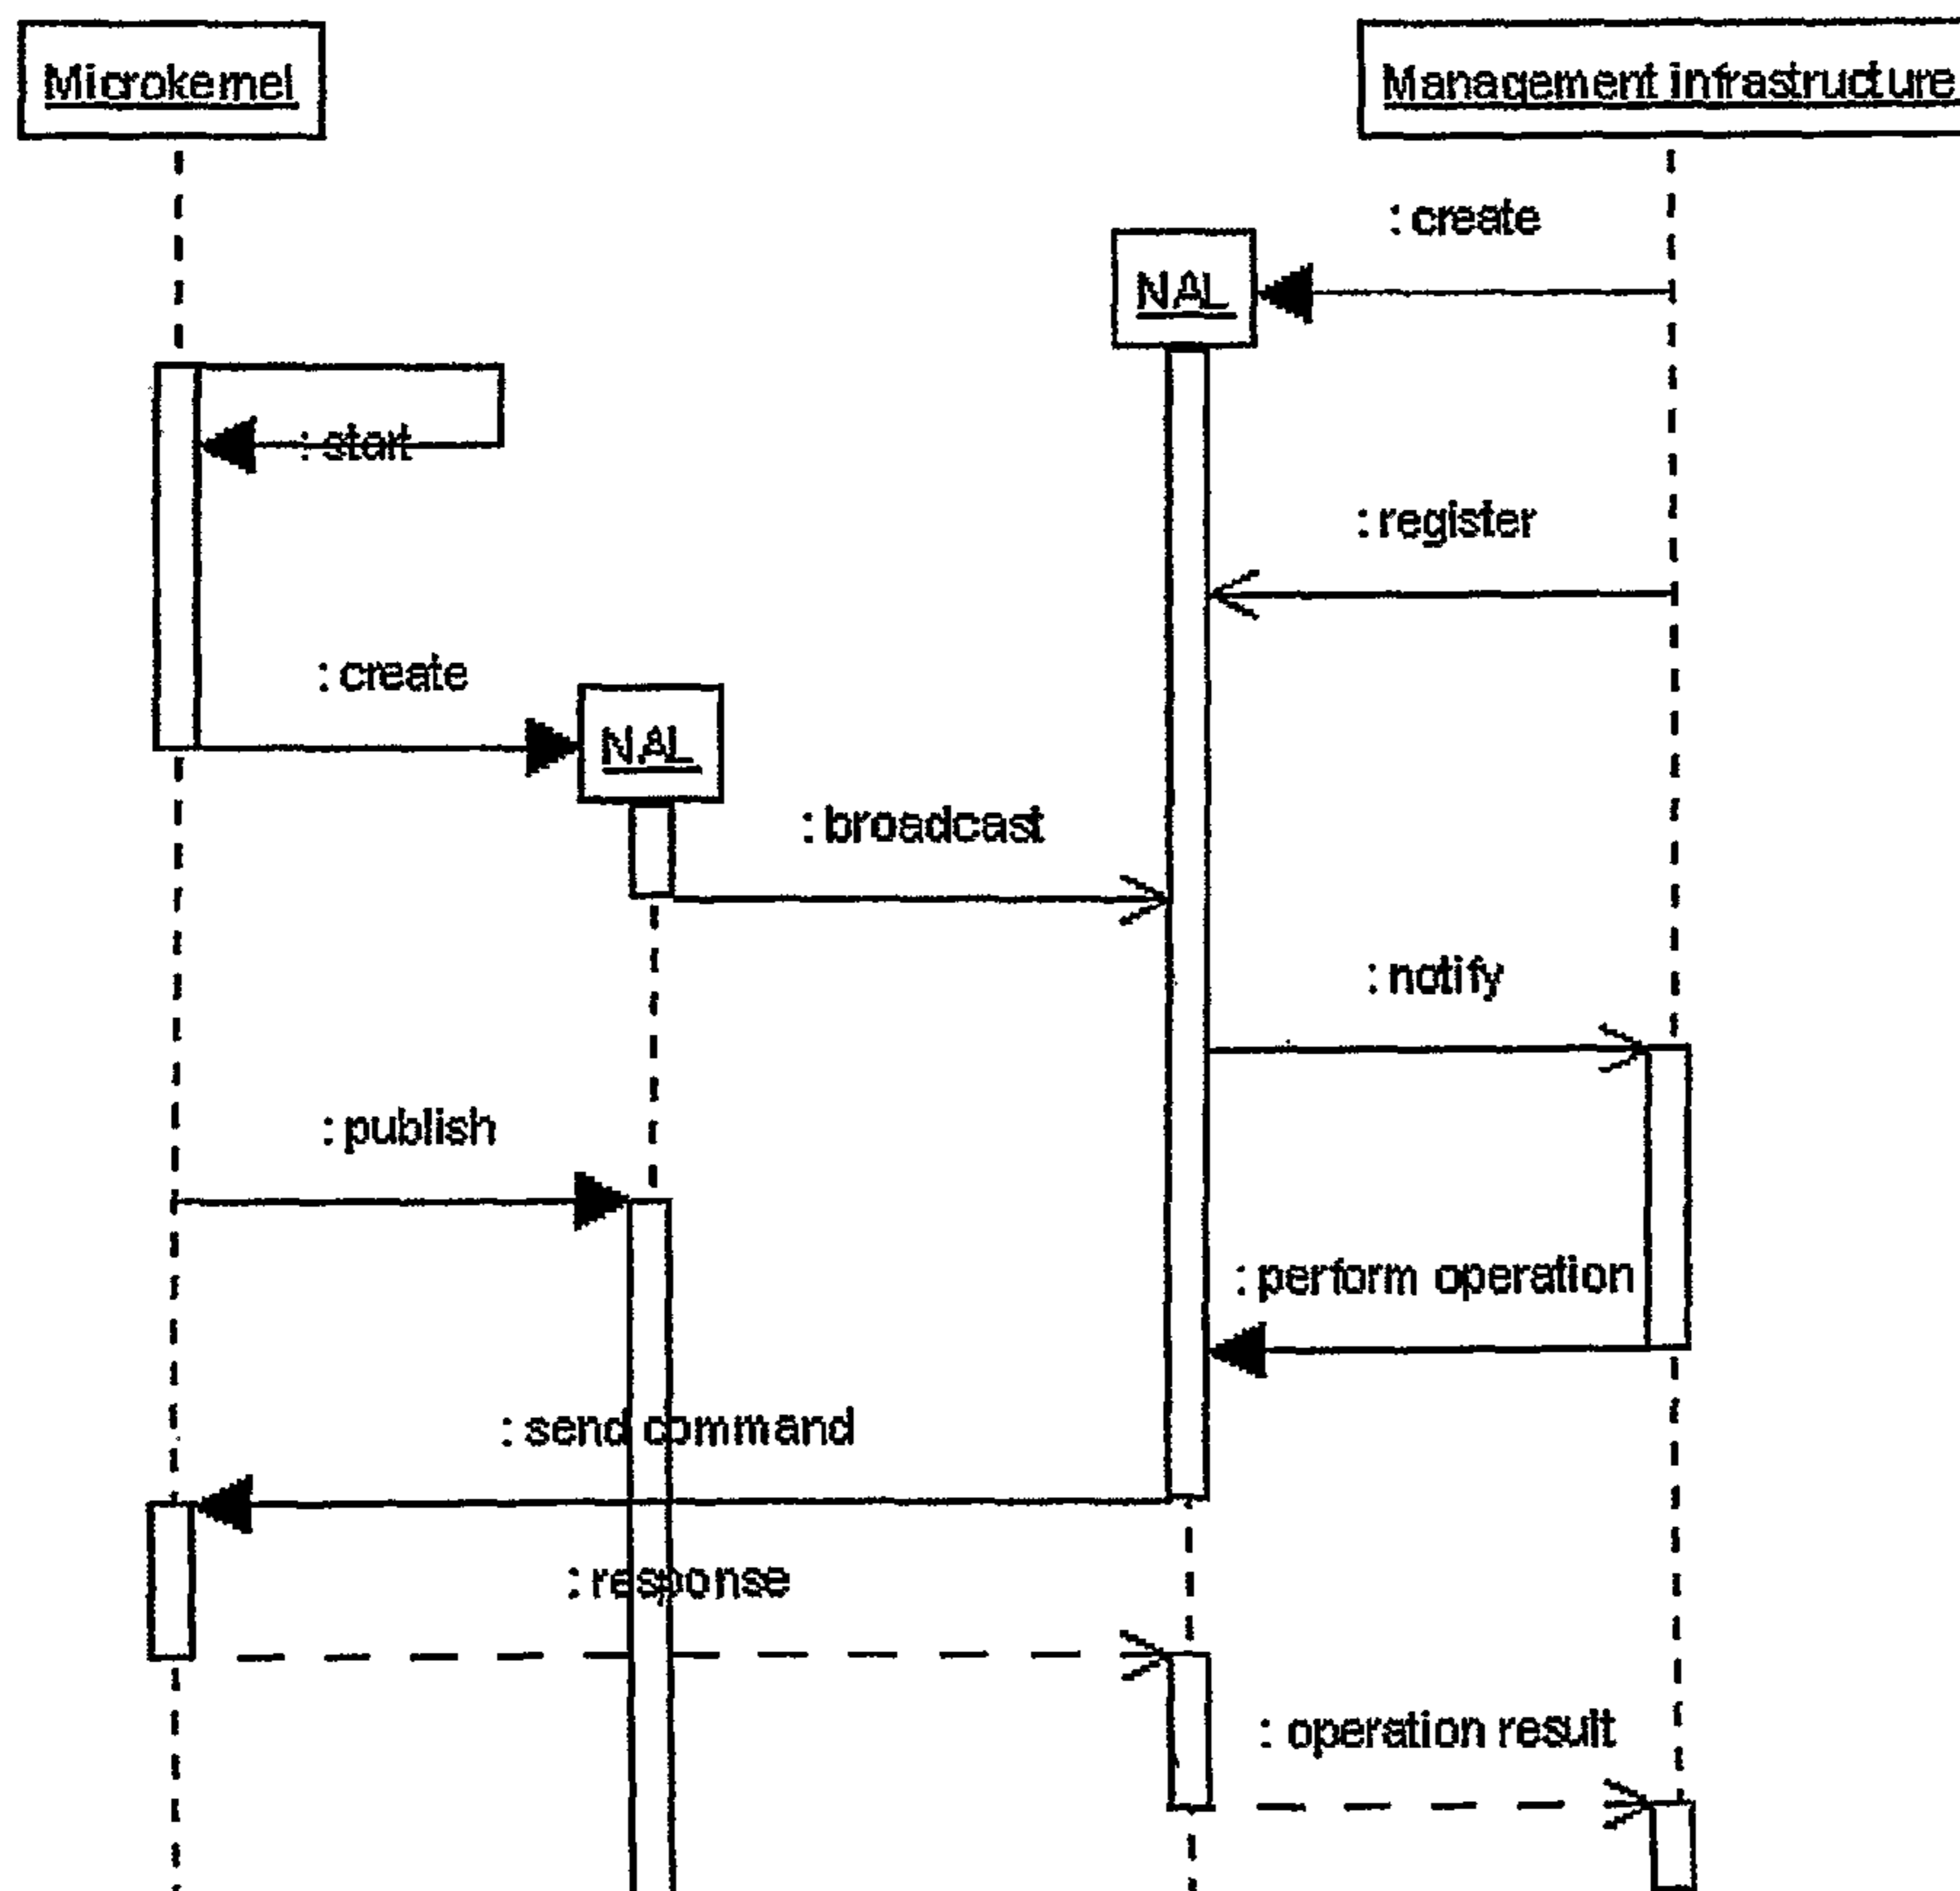 Microkernel
Management infrastructure
: create
NAL
: start
: register
: create
NAL
: broadcast
: notify
: publish
: perform operation
: send command
: response
: operation result